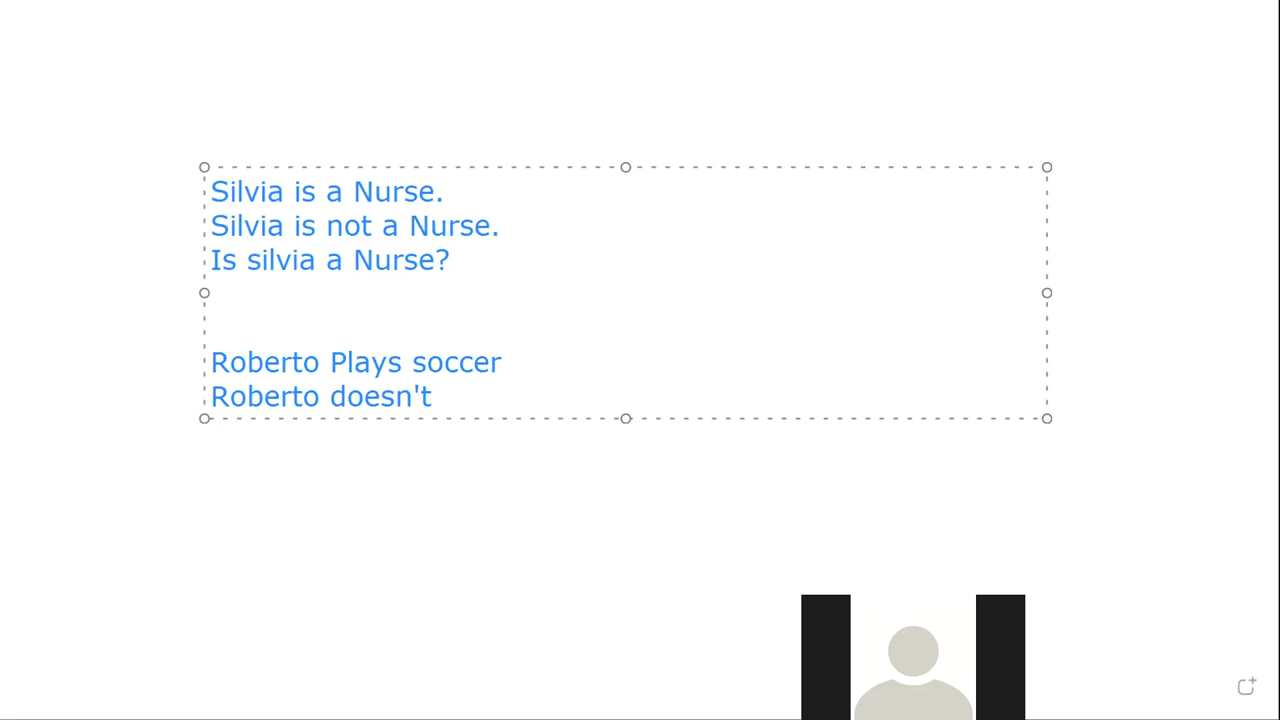 Silvia is a Nurse.
Silvia is not a Nurse.
Is silvia a Nurse?
Roberto Plays soccer
Roberto doesn't